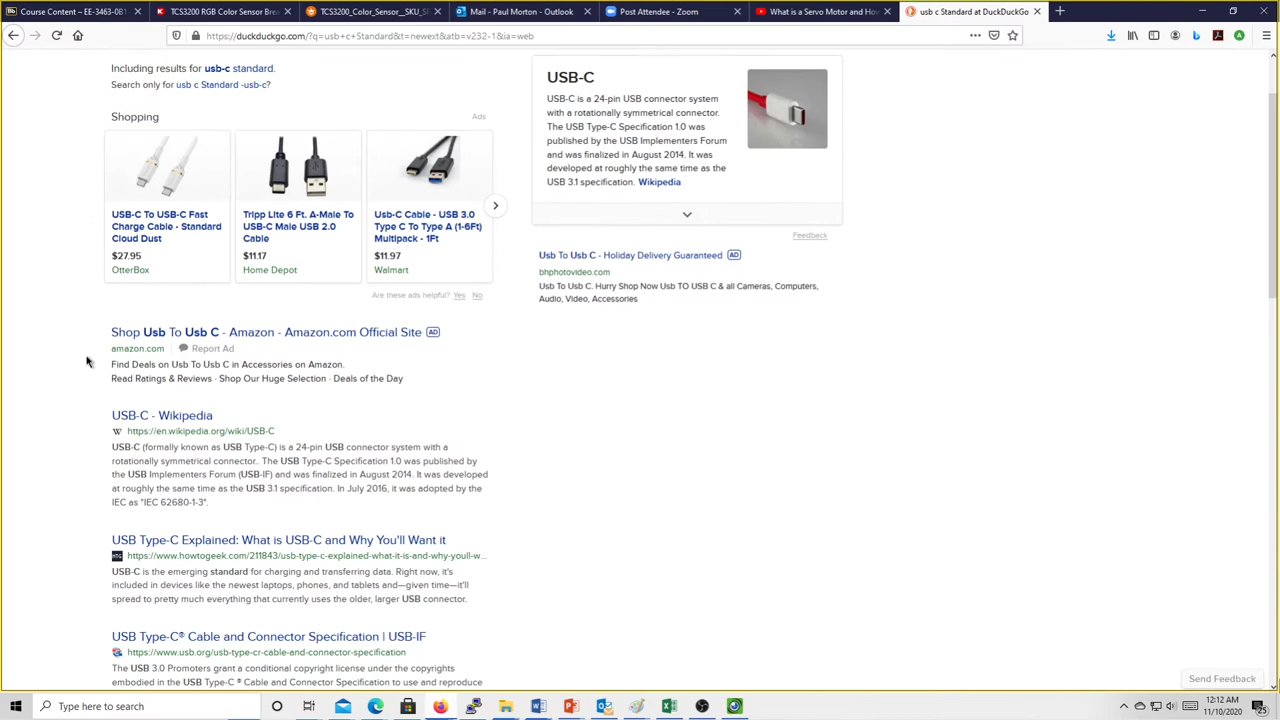 Course Content – EE-3463-0B1
TCS3200 RGB Color Sensor Brea
TCS3200_Color_Sensor__SKU_SE
Mail - Paul Morton - Outlook
Post Attendee - Zoom
What is a Servo Motor and How
usb c Standard at DuckDuckGo
https://duckduckgo.com/?q=usb+c+Standard&t=newext&atb=v232-1&ia=web
Including results for usb-c standard.
Search only for usb c Standard -usb-c?
Shopping
Ads
USB-C To USB-C Fast
Charge Cable - Standard
Cloud Dust
$27.95
OtterBox
Tripp Lite 6 Ft. A-Male To
USB-C Male USB 2.0
Cable
$11.17
Home Depot
Usb-C Cable - USB 3.0
Type C To Type A (1-6Ft)
Multipack - 1Ft
$11.97
Walmart
Are these ads helpful? Yes No
Shop Usb To Usb C - Amazon - Amazon.com Official Site AD
amazon.com Report Ad
Find Deals on Usb To Usb C in Accessories on Amazon.
Read Ratings & Reviews · Shop Our Huge Selection · Deals of the Day
USB-C - Wikipedia
W https://en.wikipedia.org/wiki/USB-C
USB-C (formally known as USB Type-C) is a 24-pin USB connector system with a
rotationally symmetrical connector.. The USB Type-C Specification 1.0 was published by
the USB Implementers Forum (USB-IF) and was finalized in August 2014. It was developed
at roughly the same time as the USB 3.1 specification. In July 2016, it was adopted by the
IEC as "IEC 62680-1-3".
USB Type-C Explained: What is USB-C and Why You'll Want it
HTG https://www.howtogeek.com/211843/usb-type-c-explained-what-it-is-and-why-youll-w...
USB-C is the emerging standard for charging and transferring data. Right now, it's
included in devices like the newest laptops, phones, and tablets and—given time—it'll
spread to pretty much everything that currently uses the older, larger USB connector.
USB Type-C® Cable and Connector Specification | USB-IF
https://www.usb.org/usb-type-cr-cable-and-connector-specification
The USB 3.0 Promoters grant a conditional copyright license under the copyrights
embodied in the USB Type-C ® Cable and Connector Specification to use and reproduce
USB-C
USB-C is a 24-pin USB connector system
with a rotationally symmetrical connector.
The USB Type-C Specification 1.0 was
published by the USB Implementers Forum
and was finalized in August 2014. It was
developed at roughly the same time as the
USB 3.1 specification. Wikipedia
Feedback
Usb To Usb C - Holiday Delivery Guaranteed AD
bhphotovideo.com
Usb To Usb C. Hurry Shop Now Usb TO USB C & all Cameras, Computers,
Audio, Video, Accessories
Send Feedback
Type here to search
12:12 AM
11/10/2020
25